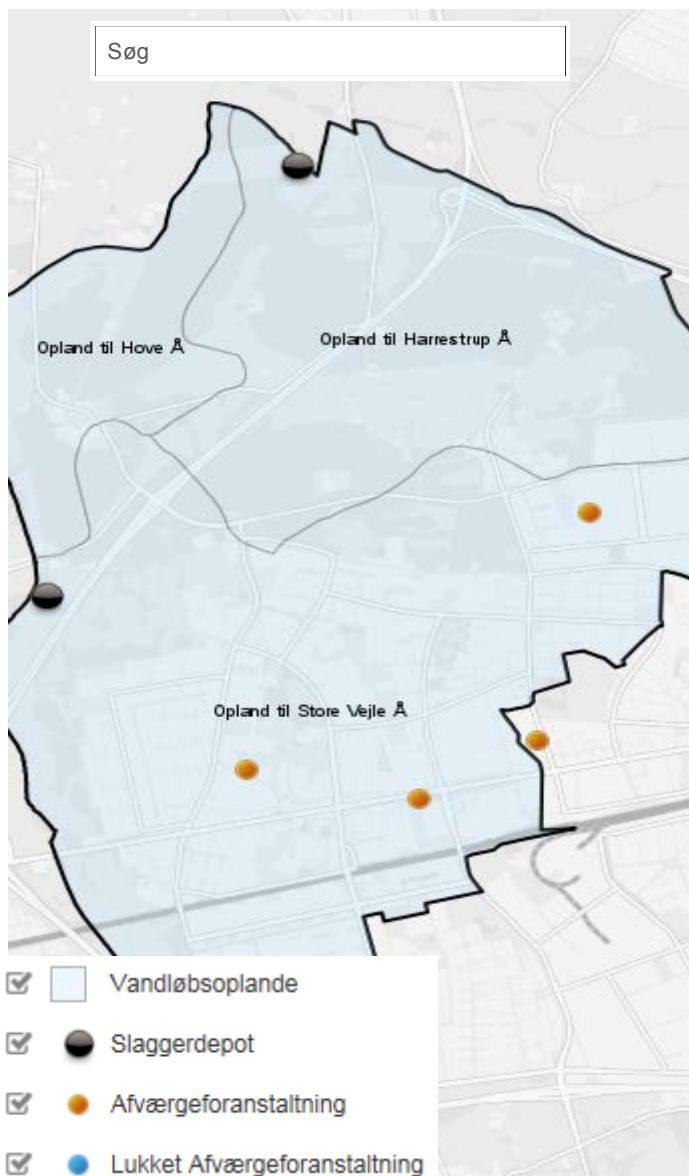 Søg
Opland til Hove Å
Opland til Harrestrup Å
Opland til Store Vejle Å
Vandløbsoplande
Slaggerdepot
Afværgeforanstaltning
Lukket Afværgeforanstaltning